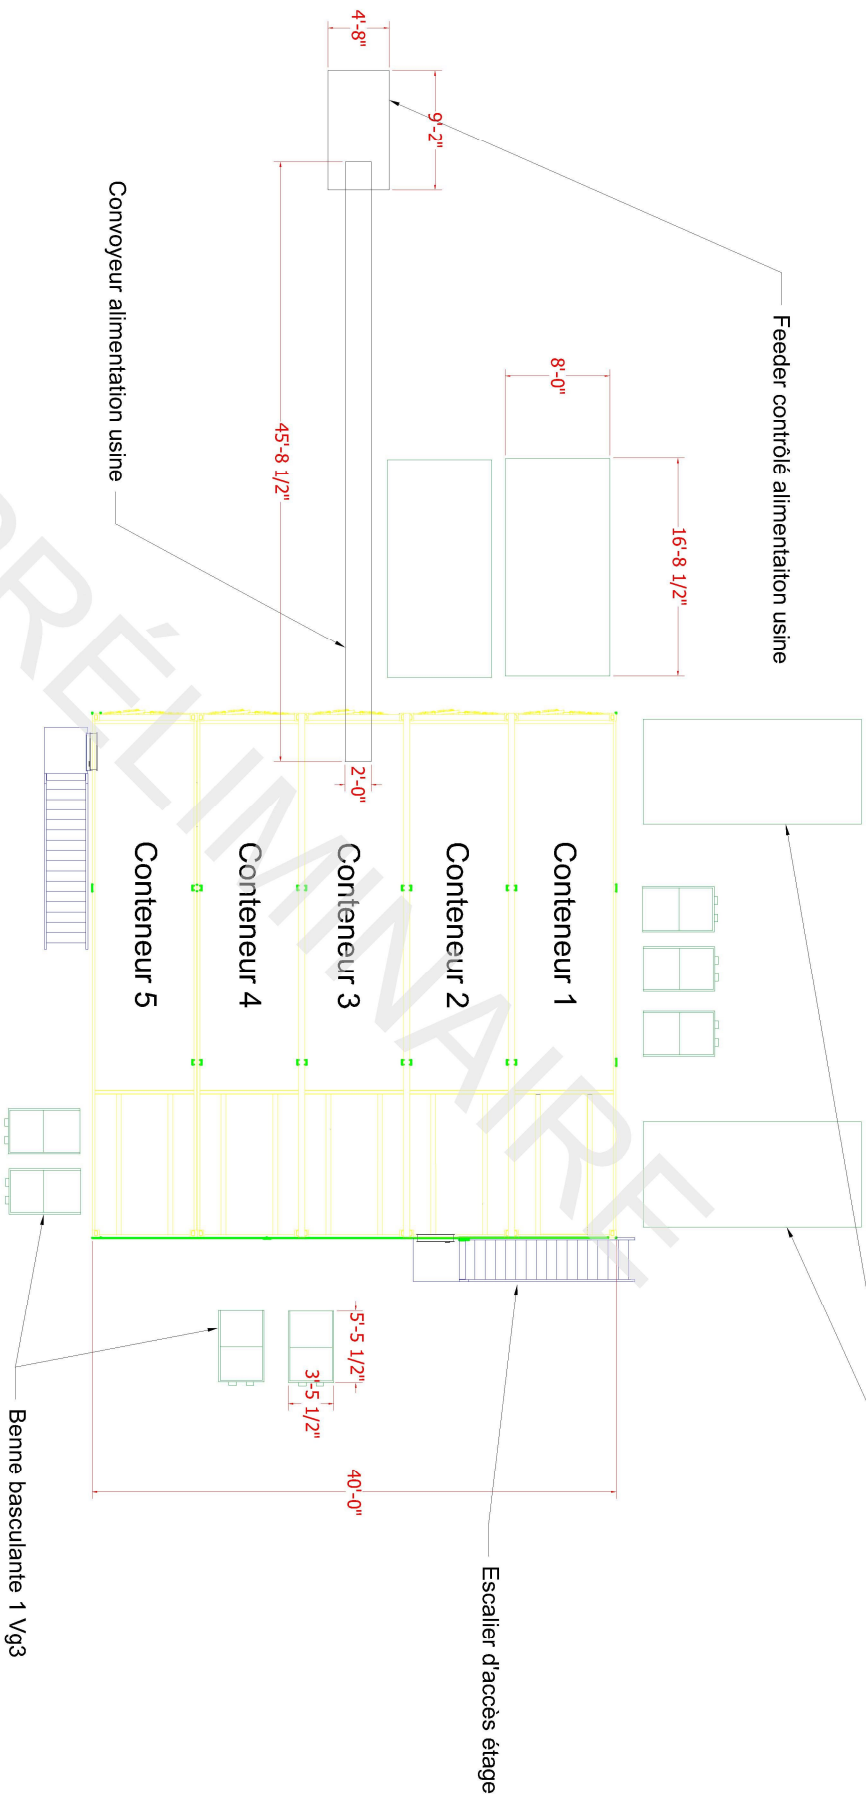 4'-8"
9'-2"
Feeder contrôlé alimentaiton usine
Convoyeur alimentation usine
45'-8 1/2"
8'-0"
16'-8 1/2"
2'-0"
Conteneur 1
Conteneur 2
Conteneur 3
Conteneur 4
Conteneur 5
PRÉLIMINAIRE
5'-5 1/2"
3'-5 1/2"
40'-0"
Escalier d'accès étage
Benne basculante 1 Vg3